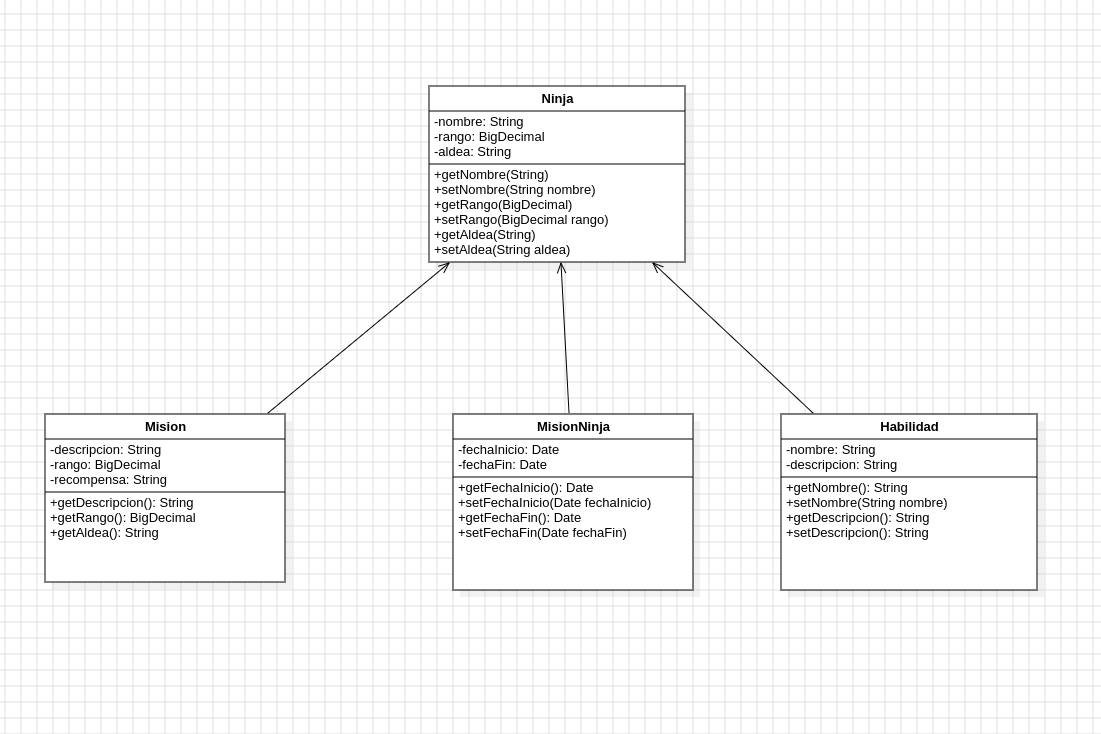 Ninja
-nombre: String
-rango: BigDecimal
-aldea: String
+getNombre(String)
+setNombre(String nombre)
+getRango(BigDecimal)
+setRango(BigDecimal rango)
+getAldea(String)
+setAldea(String aldea)
Mision
-descripcion: String
-rango: BigDecimal
-recompensa: String
+getDescripcion(): String
+getRango(): BigDecimal
+getAldea(): String
MisionNinja
-fechaInicio: Date
-fechaFin: Date
+getFechaInicio(): Date
+setFechaInicio(Date fechaInicio)
+getFechaFin(): Date
+setFechaFin(Date fechaFin)
Habilidad
-nombre: String
-descripcion: String
+getNombre(): String
+setNombre(String nombre)
+getDescripcion(): String
+setDescripcion(): String